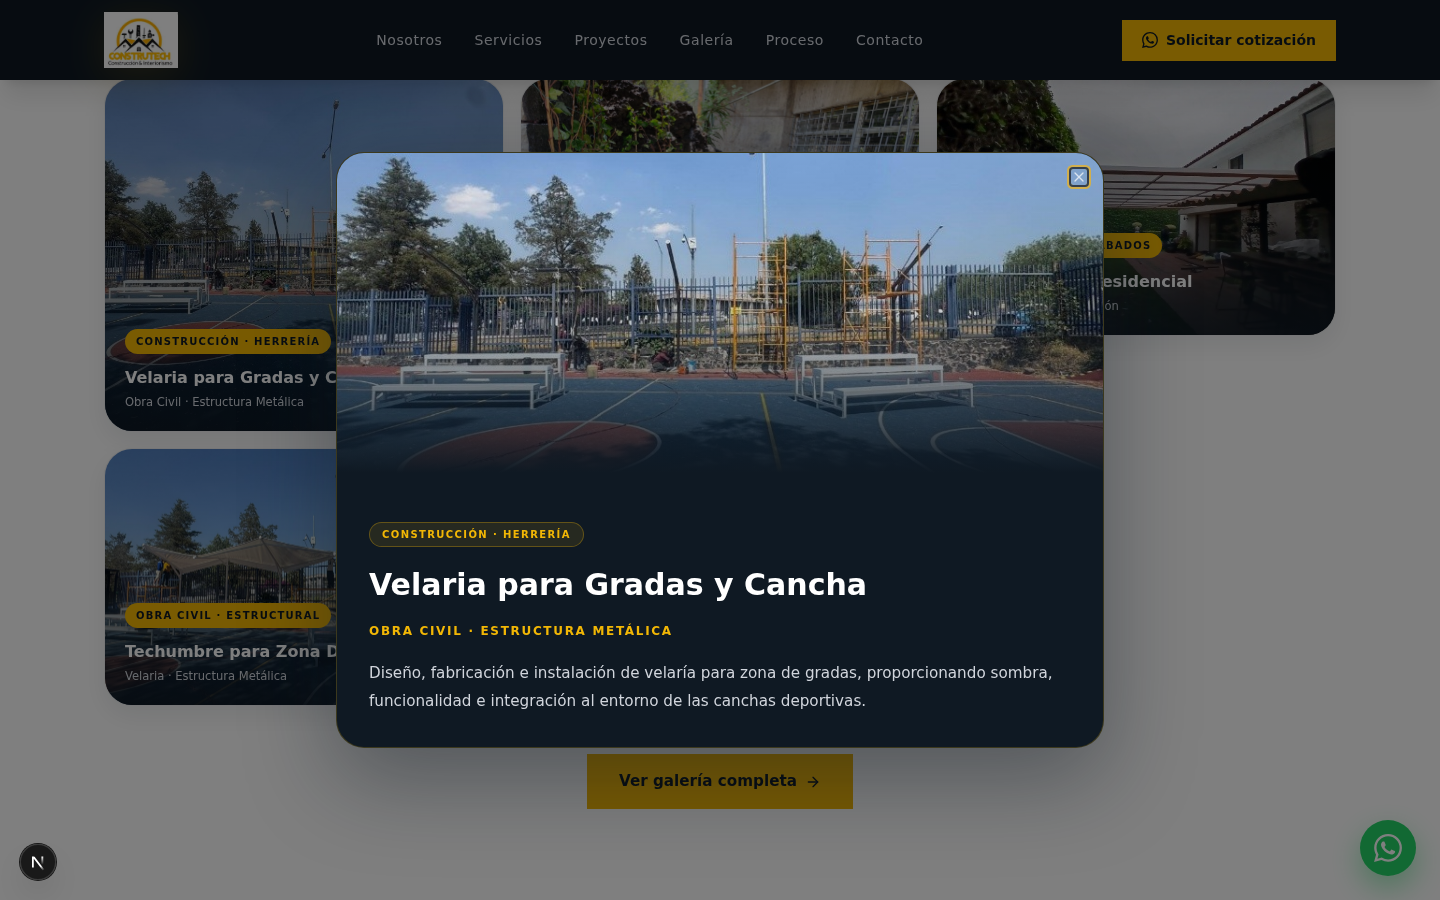 CONSTRUTECH
Nosotros
Servicios
Proyectos
Galería
Proceso
Contacto
Solicitar cotización
CONSTRUCCIÓN · HERRERÍA
Velaria para Gradas y C
Obra Civil · Estructura Metálica
BADOS
esidencial
ón
OBRA CIVIL · ESTRUCTURAL
Techumbre para Zona D
Velaria · Estructura Metálica
CONSTRUCCIÓN · HERRERÍA
Velaria para Gradas y Cancha
OBRA CIVIL · ESTRUCTURA METÁLICA
Diseño, fabricación e instalación de velaría para zona de gradas, proporcionando sombra,
funcionalidad e integración al entorno de las canchas deportivas.
Ver galería completa
N